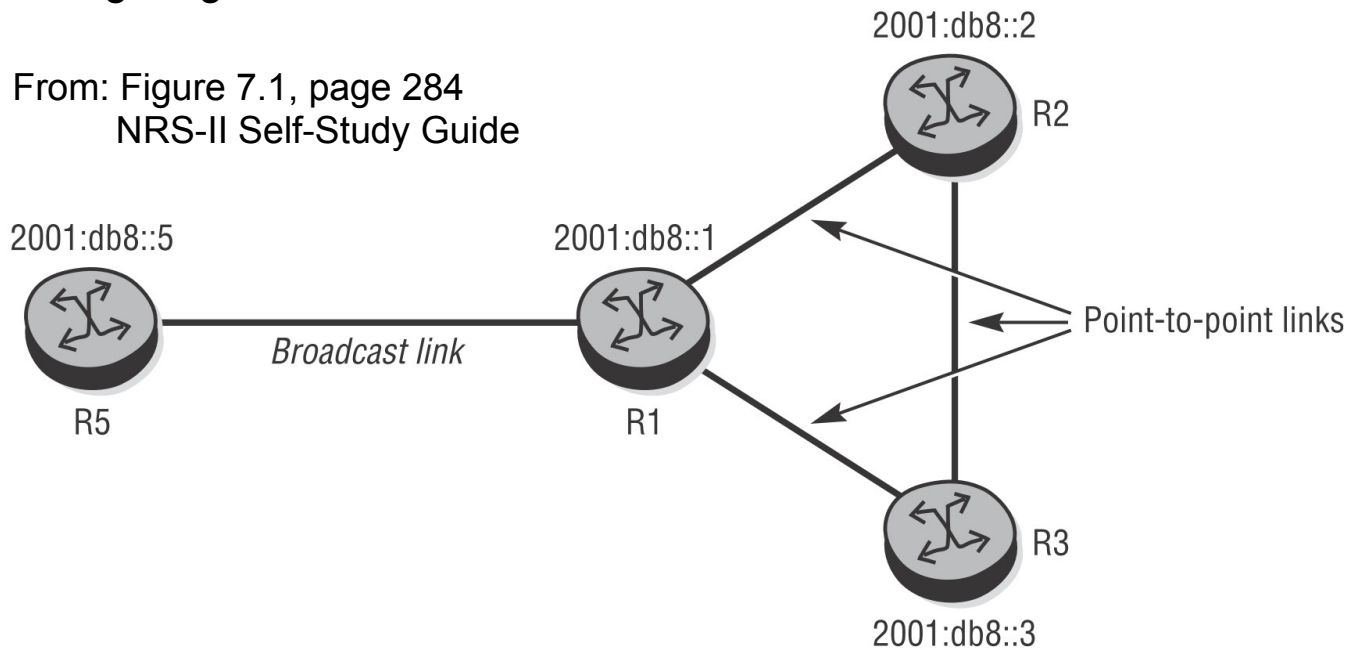 2001:db8::2
From: Figure 7.1, page 284
NRS-II Self-Study Guide
R2
2001:db8::5
2001:db8::1
Point-to-point links
Broadcast link
R5
R1
R3
2001:db8::3